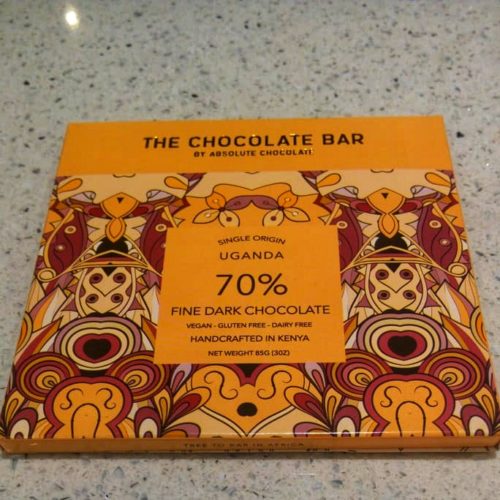 THE CHOCOLATE BAR
BY ABSOLUTE CHOCOLATE
SINGLE ORIGIN
UGANDA
70%
FINE DARK CHOCOLATE
VEGAN - GLUTEN FREE - DAIRY FREE
HANDCRAFTED IN KENYA
NET WEIGHT 85G (3OZ)
TREE TO BAR IN AFRICA